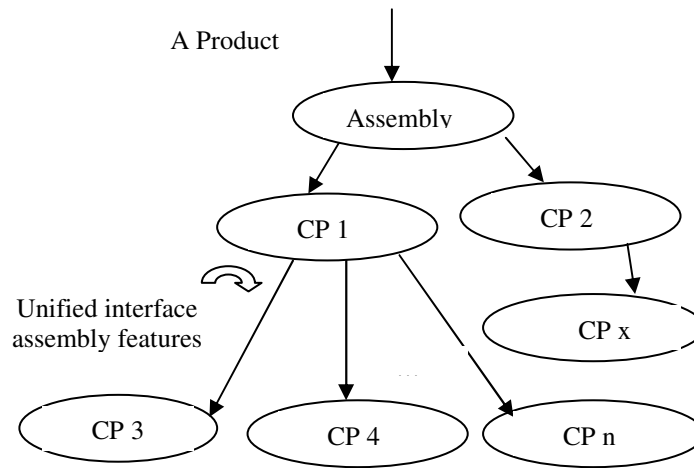 A Product
Assembly
CP 1
CP 2
Unified interface
assembly features
CP x
...
CP 3
CP 4
CP n